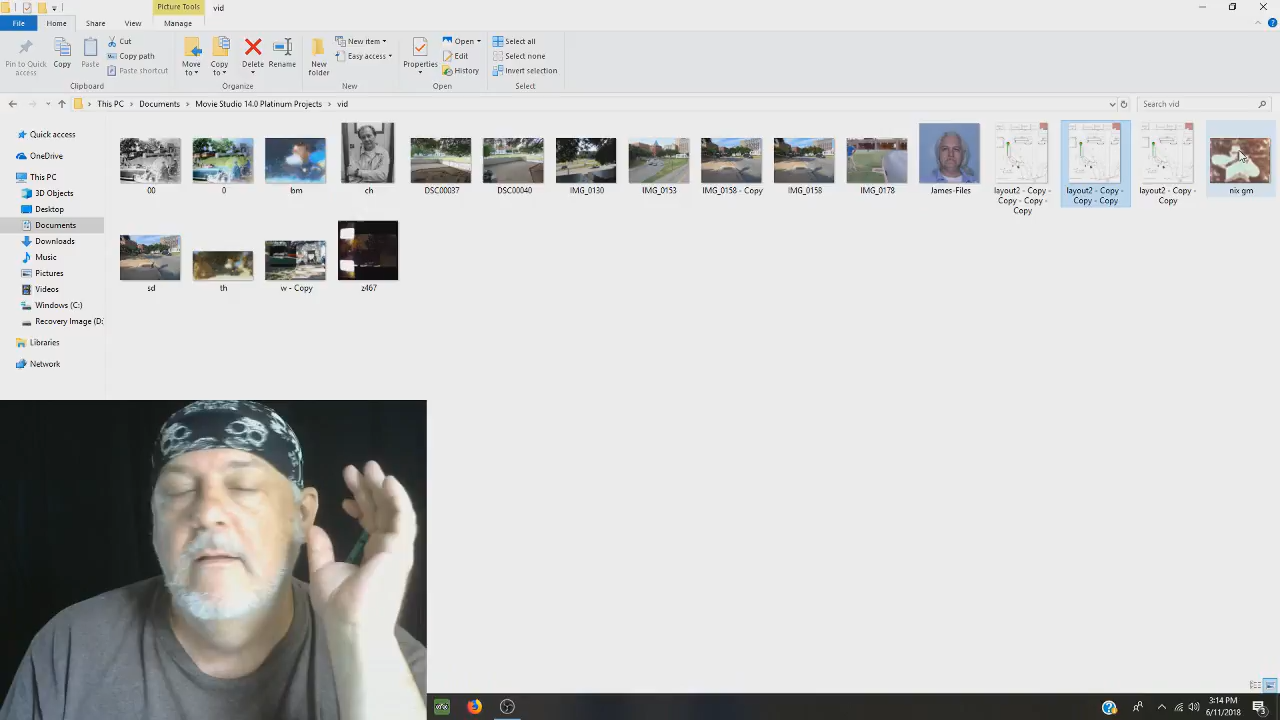 Picture Tools
vid
File
Home
Share
View
Manage
Pin to Quick
access
Copy
Paste
Cut
Copy path
Paste shortcut
Clipboard
Move
to
Copy
to
Delete
Rename
Organize
New
folder
New item
Easy access
New
Properties
Open
Edit
History
Open
Select all
Select none
Invert selection
Select
This PC › Documents › Movie Studio 14.0 Platinum Projects › vid
Search vid
Quick access
OneDrive
This PC
3D Objects
Desktop
Documents
Downloads
Music
Pictures
Videos
Windows (C:)
Recovery Image (D:
Libraries
Network
00
0
bm
ch
DSC00037
DSC00040
IMG_0130
IMG_0153
IMG_0158 - Copy
IMG_0158
IMG_0178
James-Files
layout2 - Copy -
Copy - Copy -
Copy
layout2 - Copy -
Copy - Copy
layout2 - Copy -
Copy
nix gm
sd
th
w - Copy
z467
3:14 PM
6/11/2018